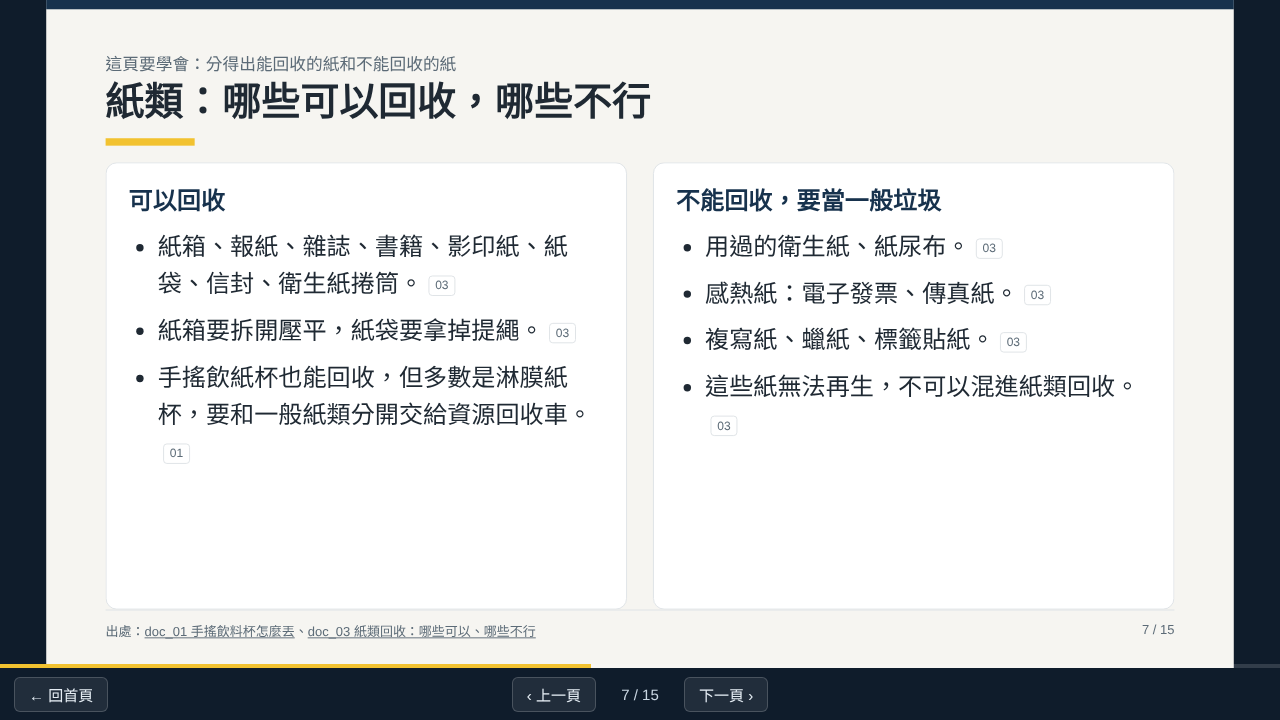 這頁要學會：分得出能回收的紙和不能回收的紙
紙類：哪些可以回收，哪些不行
可以回收
• 紙箱、報紙、雜誌、書籍、影印紙、紙
袋、信封、衛生紙捲筒。 03
• 紙箱要拆開壓平，紙袋要拿掉提繩。 03
• 手搖飲紙杯也能回收，但多數是淋膜紙
杯，要和一般紙類分開交給資源回收車。
01
不能回收，要當一般垃圾
• 用過的衛生紙、紙尿布。 03
• 感熱紙：電子發票、傳真紙。 03
• 複寫紙、蠟紙、標籤貼紙。 03
• 這些紙無法再生，不可以混進紙類回收。
03
出處：doc_01 手搖飲料杯怎麼丟、doc_03 紙類回收：哪些可以、哪些不行
7 / 15
← 回首頁
‹ 上一頁
7 / 15
下一頁 ›